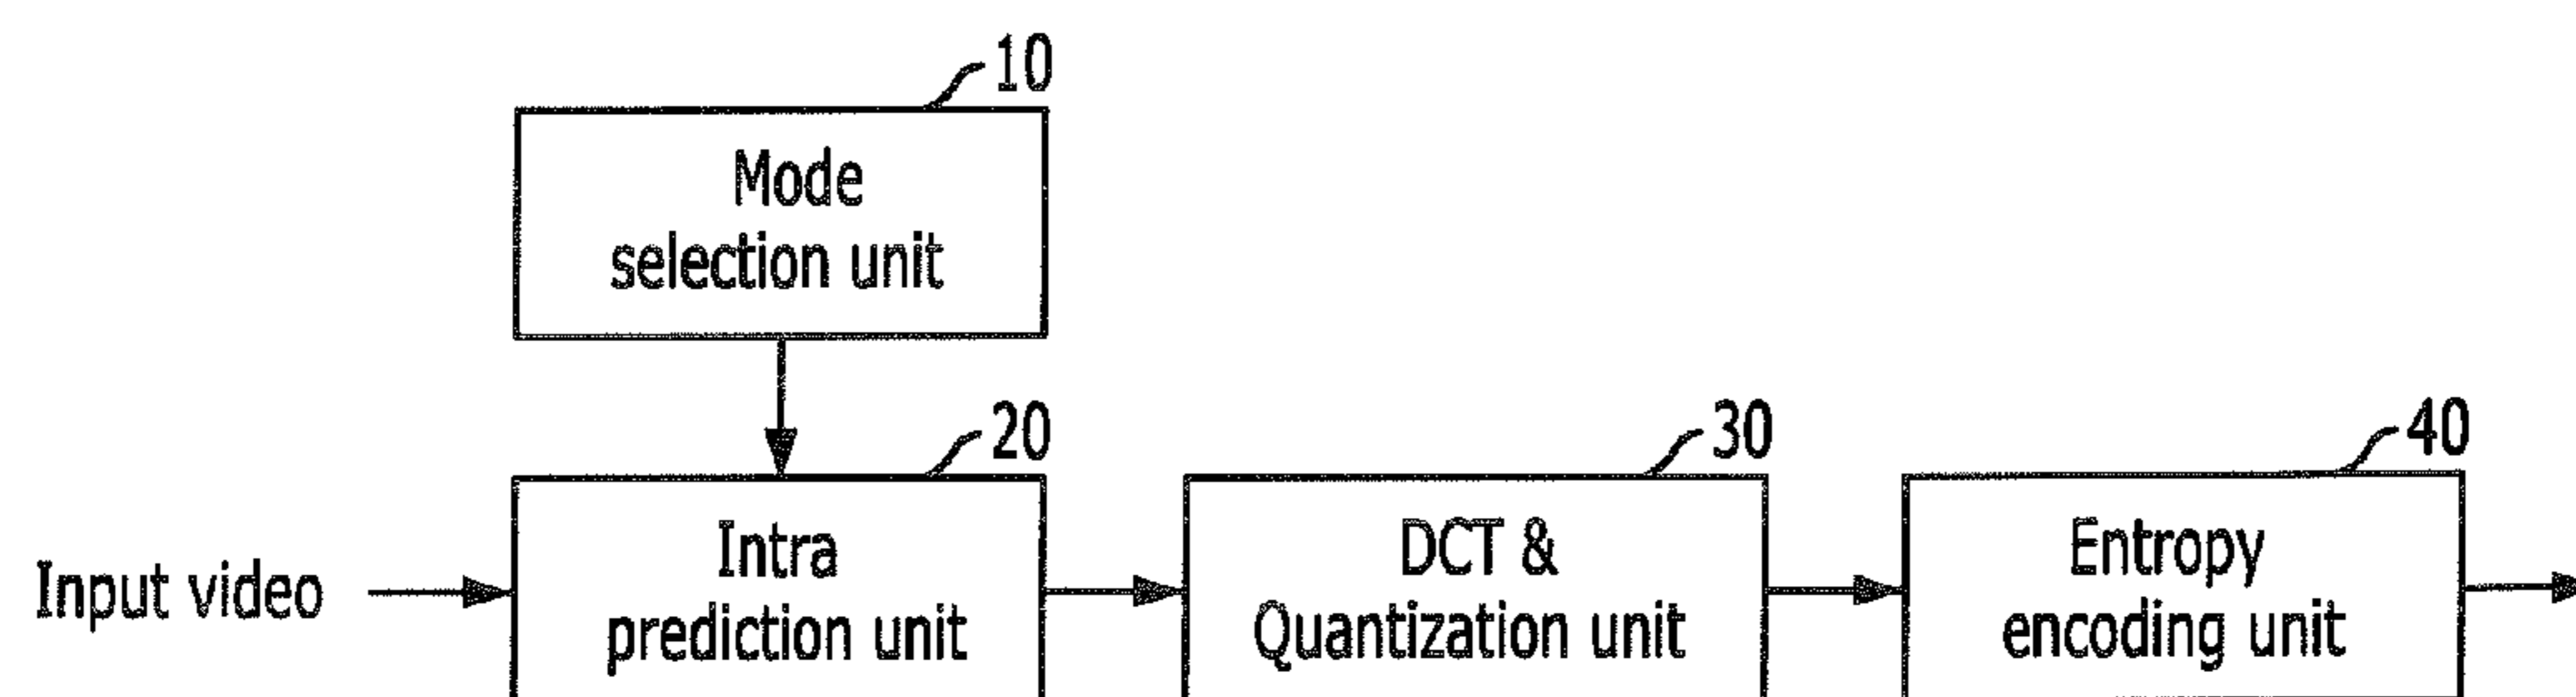 10
Mode
selection unit
20
30
40
Input video
Intra
prediction unit
DCT &
Quantization unit
Entropy
encoding unit